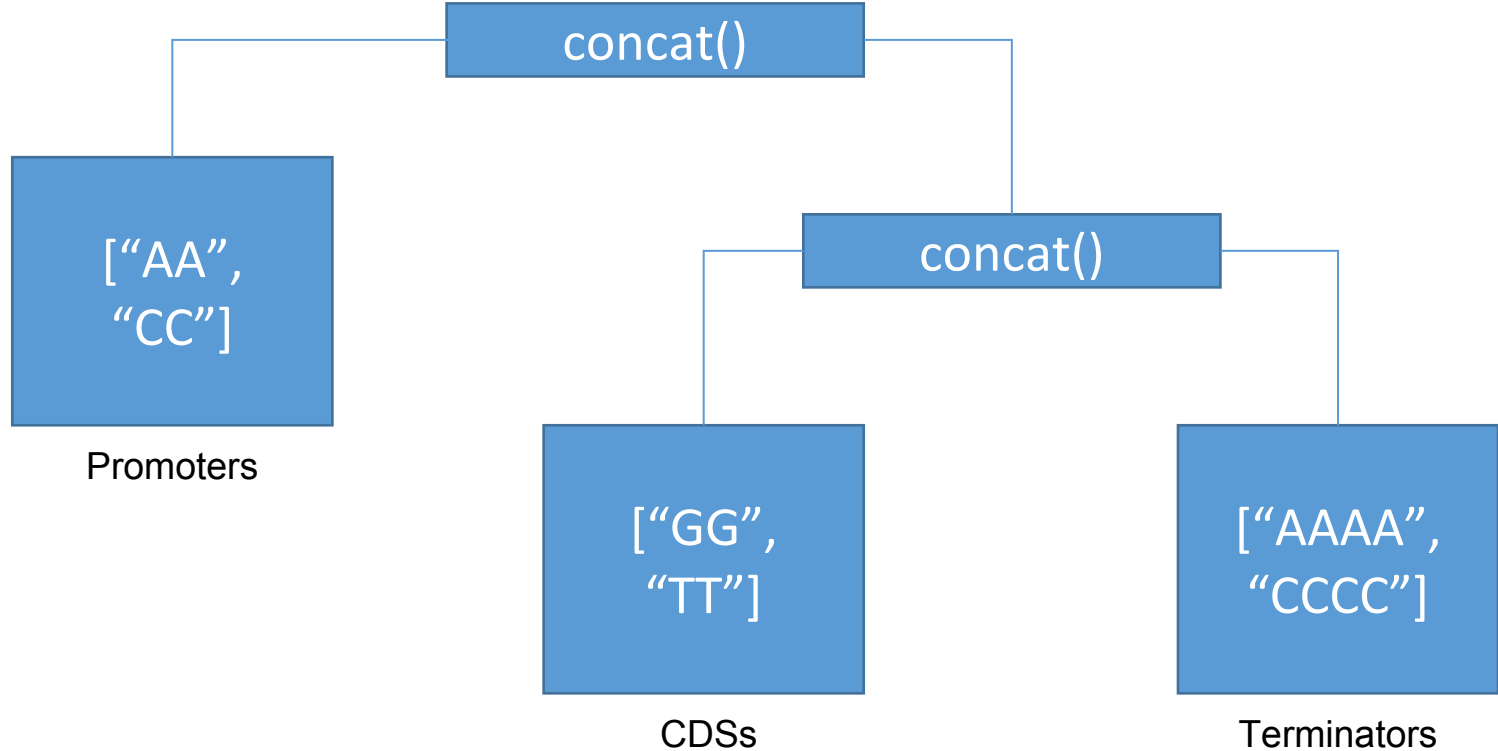 concat()
[“AA”,
“CC”]
Promoters
concat()
[“GG”,
“TT”]
CDSs
[“AAAA”,
“CCCC”]
Terminators